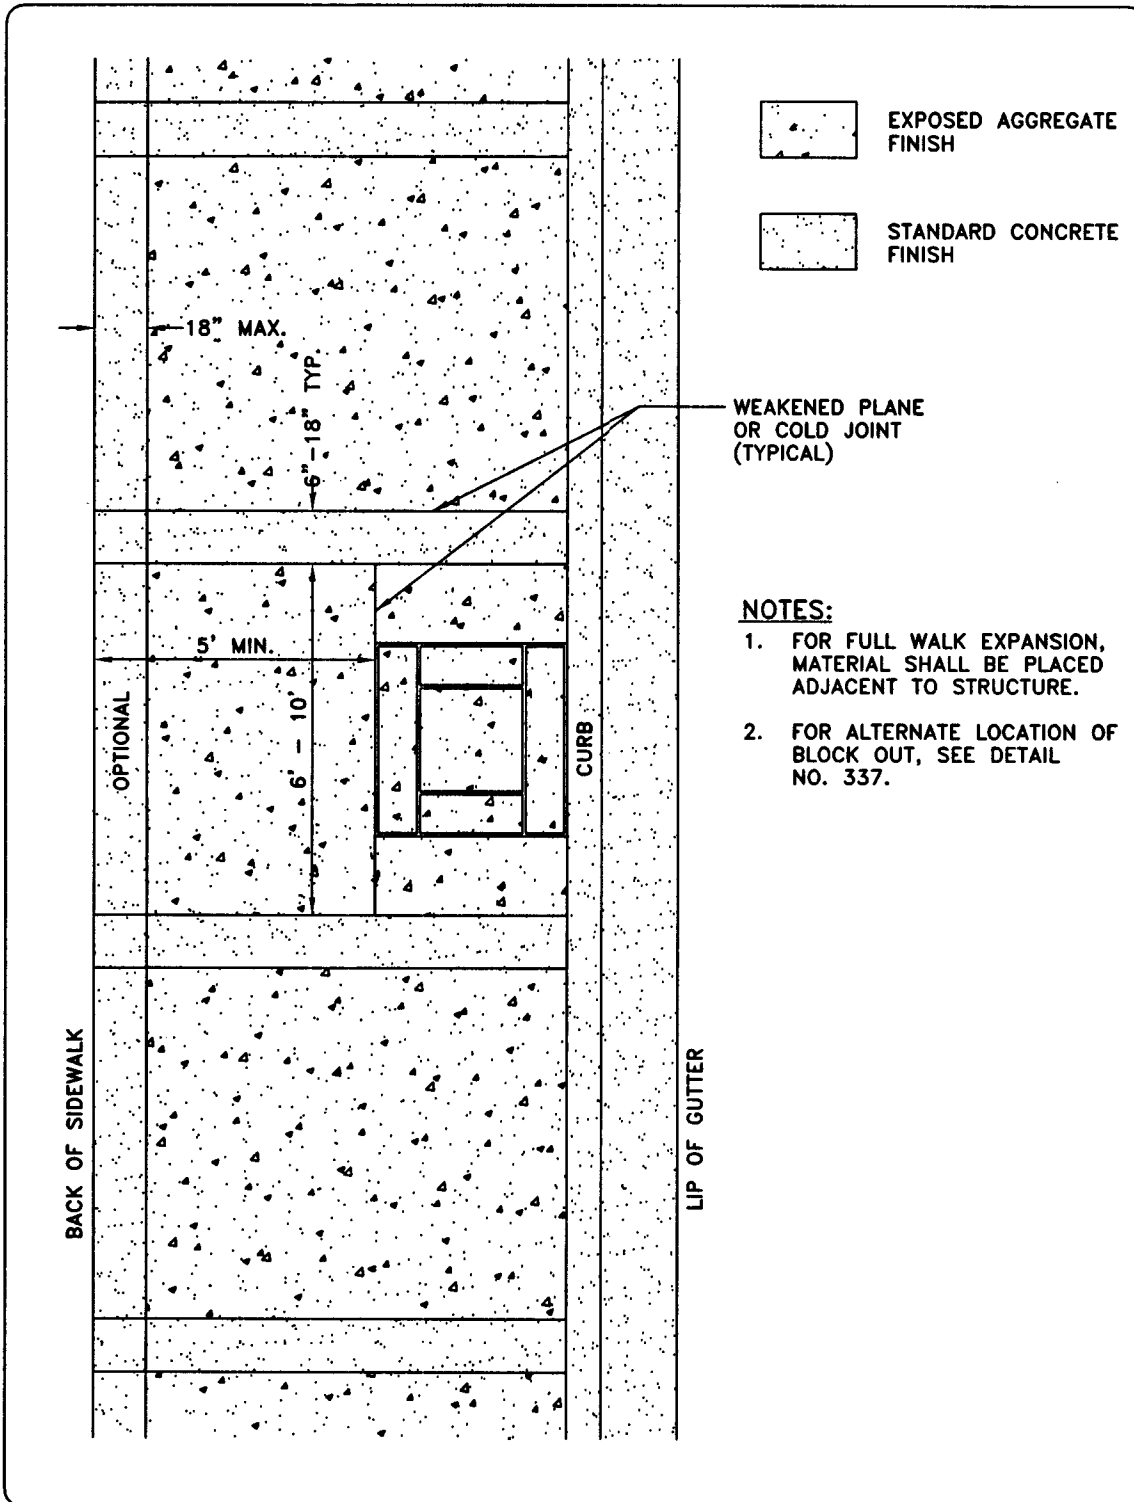 EXPOSED AGGREGATE
FINISH
STANDARD CONCRETE
FINISH
18" MAX.
6"-18" TYP
WEAKENED PLANE
OR COLD JOINT
(TYPICAL)
5' MIN.
OPTIONAL
6' - 10'
CURB
NOTES:
1. FOR FULL WALK EXPANSION,
MATERIAL SHALL BE PLACED
ADJACENT TO STRUCTURE.
2. FOR ALTERNATE LOCATION OF
BLOCK OUT, SEE DETAIL
NO. 337.
BACK OF SIDEWALK
LIP OF GUTTER